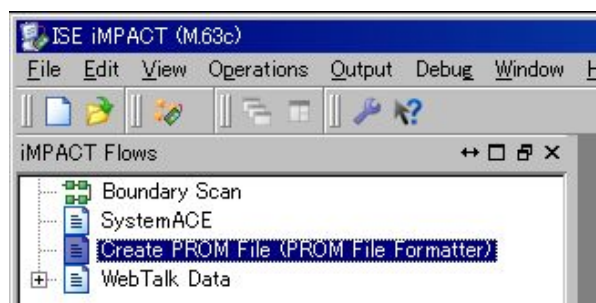 ISE iMPACT (M.63c)
File Edit View Operations Output Debug Window H
iMPACT Flows
Boundary Scan
SystemACE
Create PROM File (PROM File Formatter)
WebTalk Data